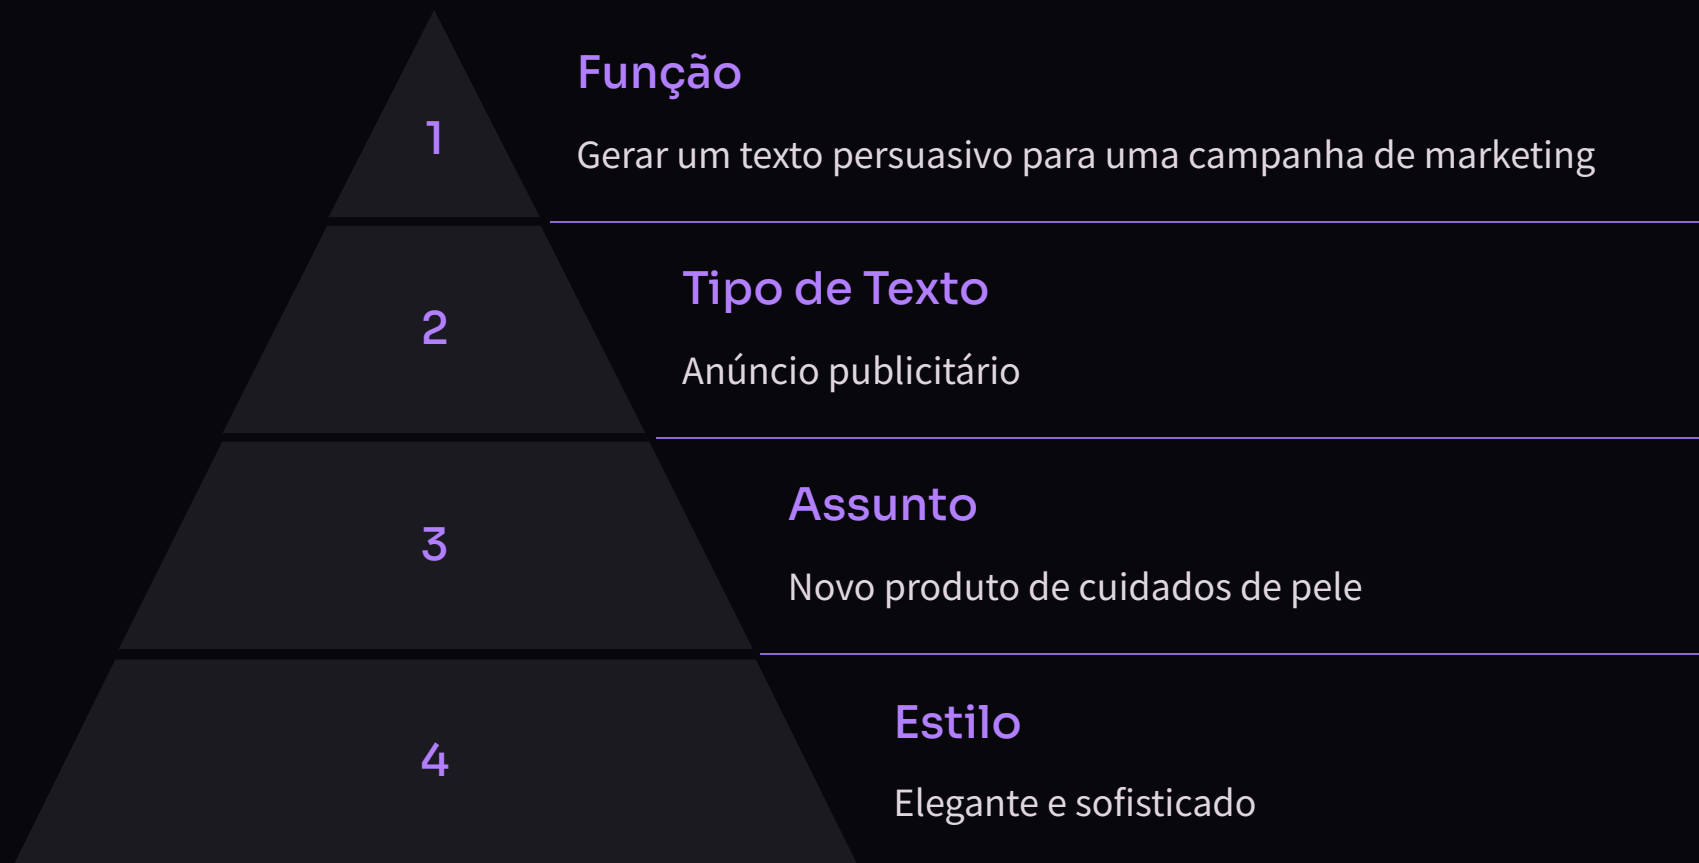 1
Função
Gerar um texto persuasivo para uma campanha de marketing
2
Tipo de Texto
Anúncio publicitário
3
Assunto
Novo produto de cuidados de pele
4
Estilo
Elegante e sofisticado